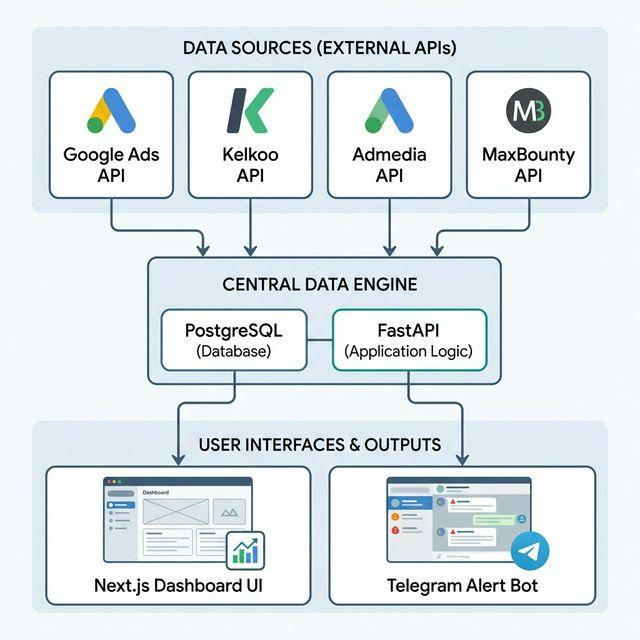 DATA SOURCES (EXTERNAL APIs)
Google Ads
API
Kelkoo
API
Admedia
API
MB
MaxBounty
API
CENTRAL DATA ENGINE
PostgreSQL
(Database)
FastAPI
(Application Logic)
USER INTERFACES & OUTPUTS
Dashboard
Next.js Dashboard UI
Telegram Alert Bot